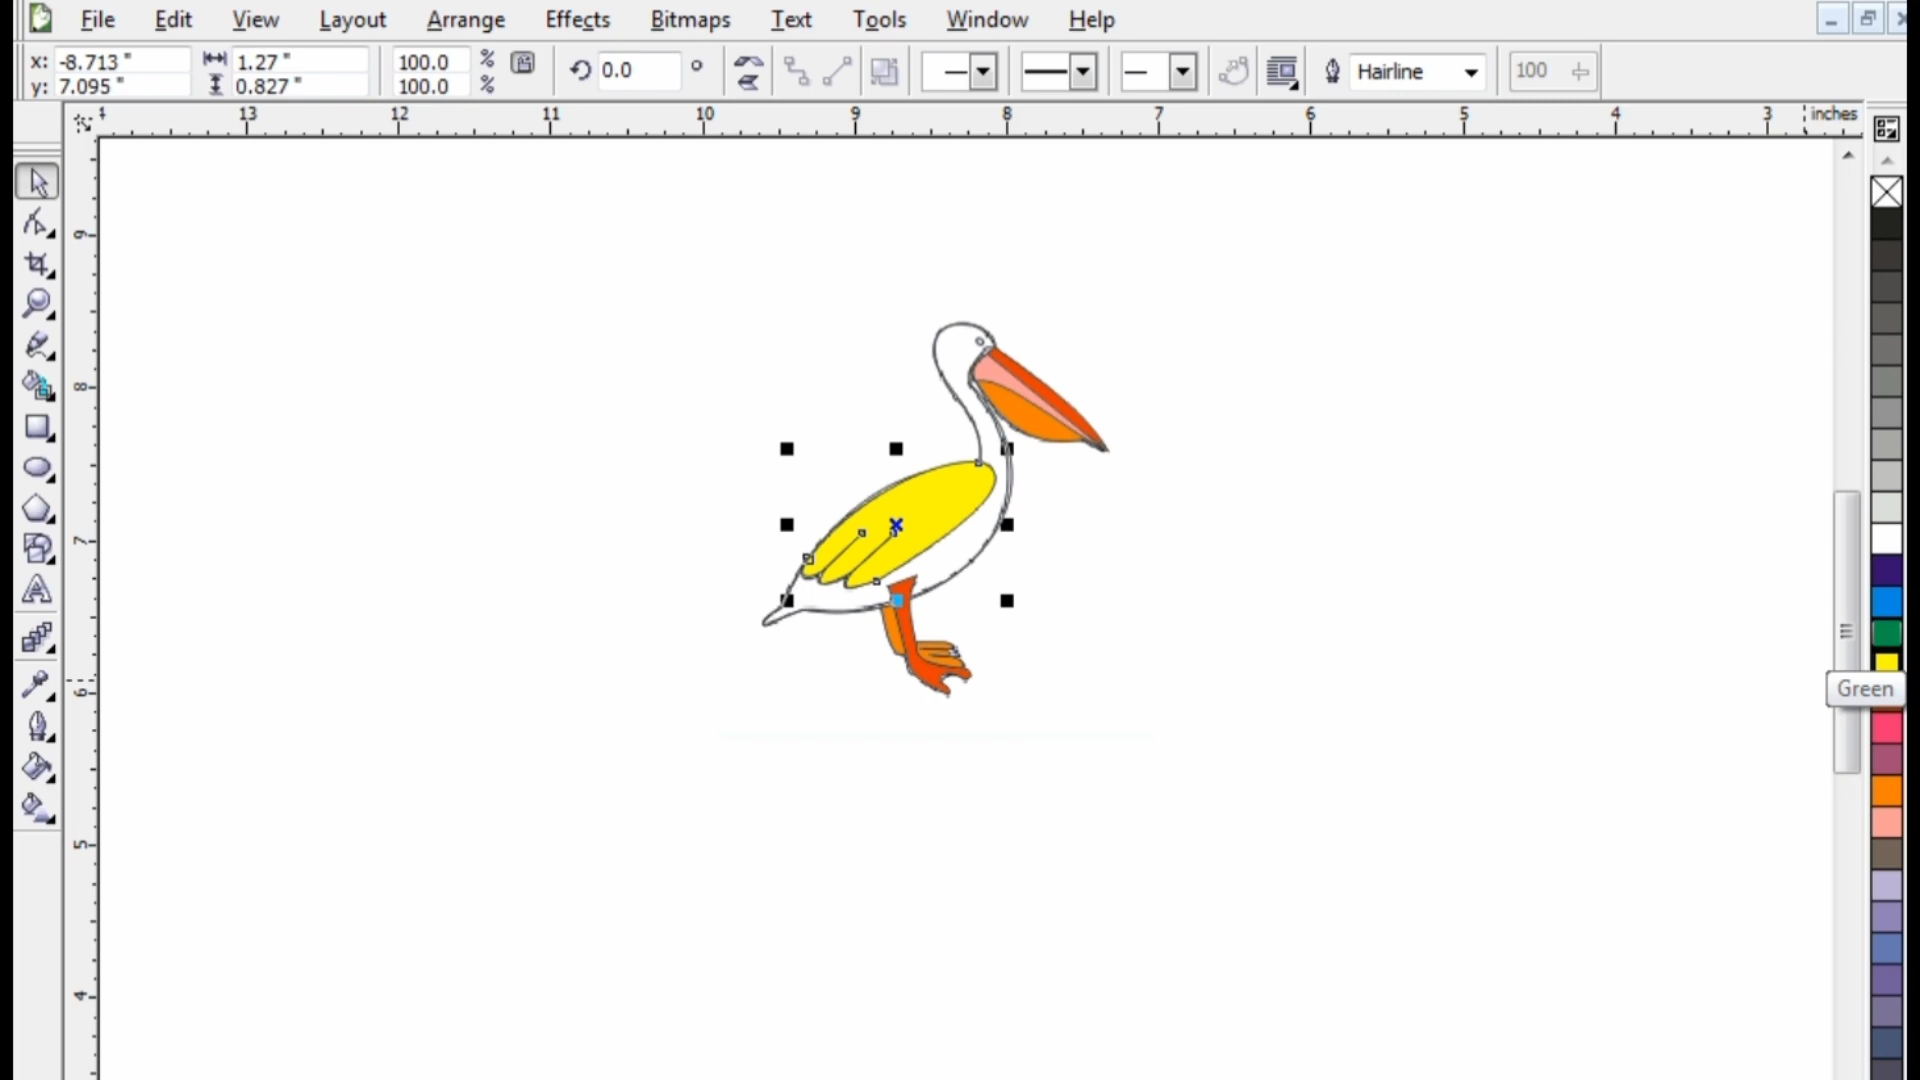 File Edit View Layout Arrange Effects Bitmaps Text Tools Window Help
x: -8.713 " 1.27 " 100.0 % 0.0 ° Hairline 100
y: 7.095 " 0.827 " 100.0 %
13 12 11 10 9 8 7 6 5 4 3 inches
9
8
7
6
5
4
Green